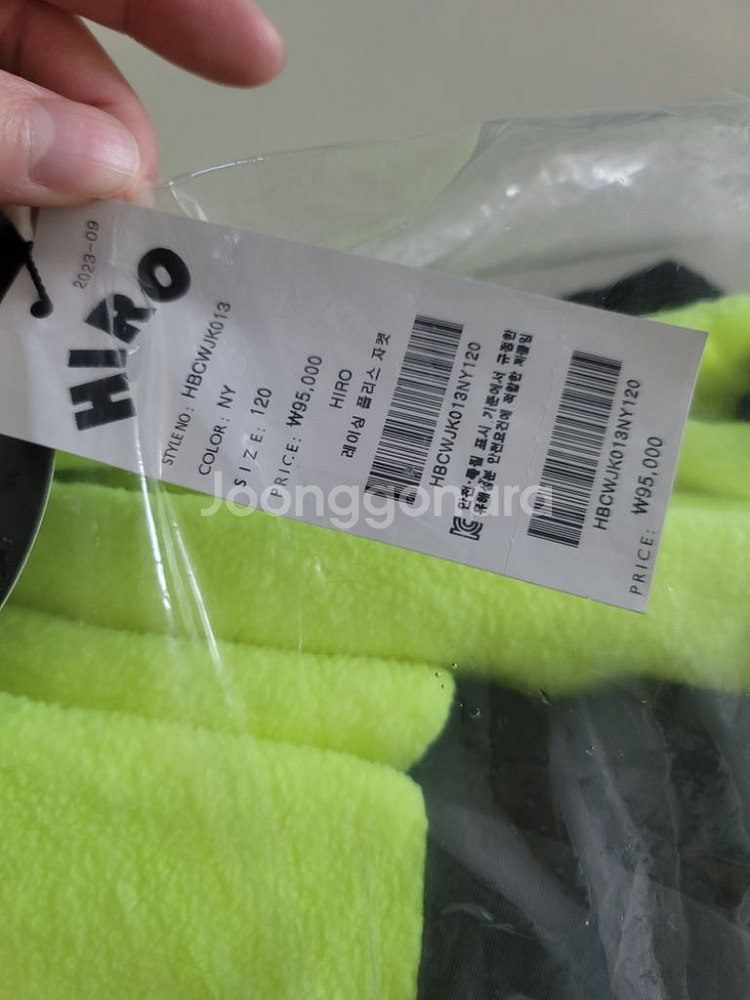 2023-09
HIRO
STYLE NO: HBCWJK013
COLOR: NY
SIZE: 120
PRICE: ₩95,000
HIRO
레이싱 플리스 자켓
HBCWJK013NY120
안전·품질 표시 기준에서 규정한
유해성분 안전요건에 적합한 제품임
HBCWJK013NY120
PRICE: ₩95,000
Joonggonara